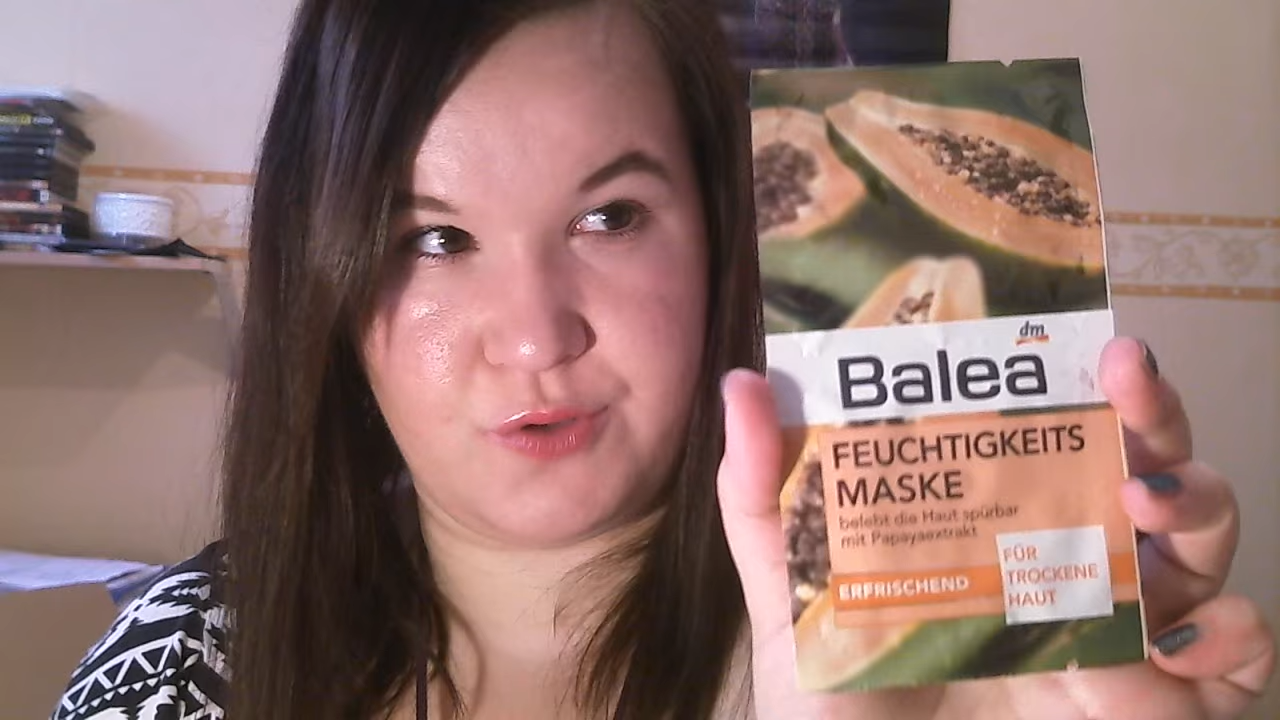 dm
Balea
FEUCHTIGKEITS
MASKE
belebt die Haut spürbar
mit Papayaextrakt
ERFRISCHEND
FÜR
TROCKENE
HAUT